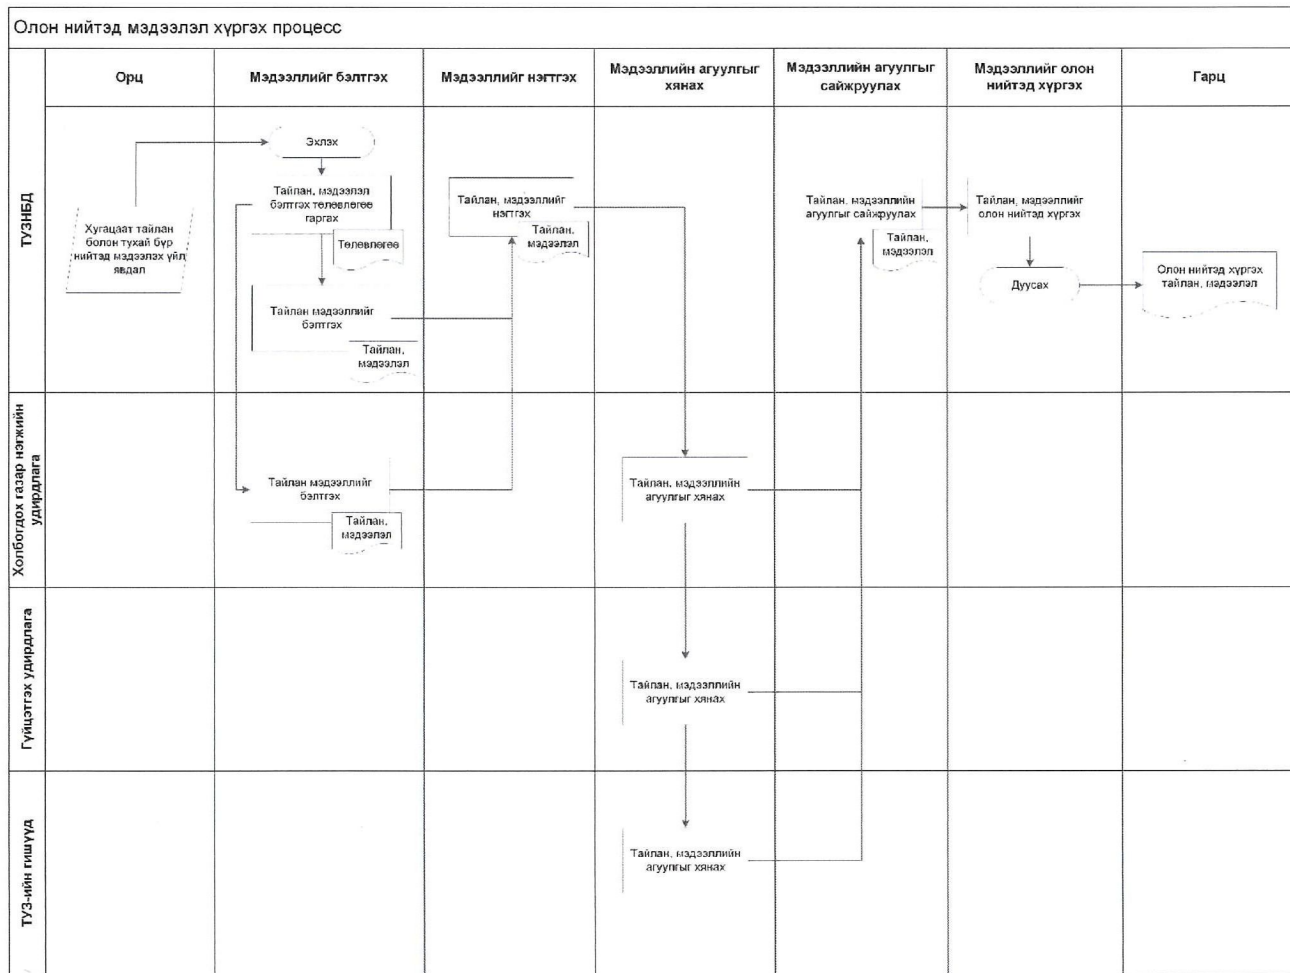 Олон нийтэд мэдээлэл хүргэх процесс
Орц
Мэдээллийг бэлтгэх
Мэдээллийг нэгтгэх
Мэдээллийн агуулгыг
хянах
Мэдээллийн агуулгыг
сайжруулах
Мэдээллийг олон
нийтэд хүргэх
Гарц
ТУЗНБД
Хугацаат тайлан
болон тухай бүр
нийтэд мэдээлэх үйл
явдал
Эхлэх
Тайлан, мэдээлэл
бэлтгэх төлөвлөгөө
гаргах
Төлөвлөгөө
Тайлан мэдээллийг
бэлтгэх
Тайлан,
мэдээлэл
Тайлан, мэдээллийг
нэгтгэх
Тайлан,
мэдээлэл
Тайлан, мэдээллийн
агуулгыг сайжруулах
Тайлан,
мэдээлэл
Тайлан, мэдээллийг
олон нийтэд хүргэх
Дуусах
Олон нийтэд хүргэх
тайлан, мэдээлэл
Холбогдох газар нэгжийн
удирдлага
Тайлан мэдээллийг
бэлтгэх
Тайлан,
мэдээлэл
Тайлан, мэдээллийн
агуулгыг хянах
Гүйцэтгэх удирдлага
Тайлан, мэдээллийн
агуулгыг хянах
ТУЗ-ийн гишүүд
Тайлан, мэдээллийн
агуулгыг хянах